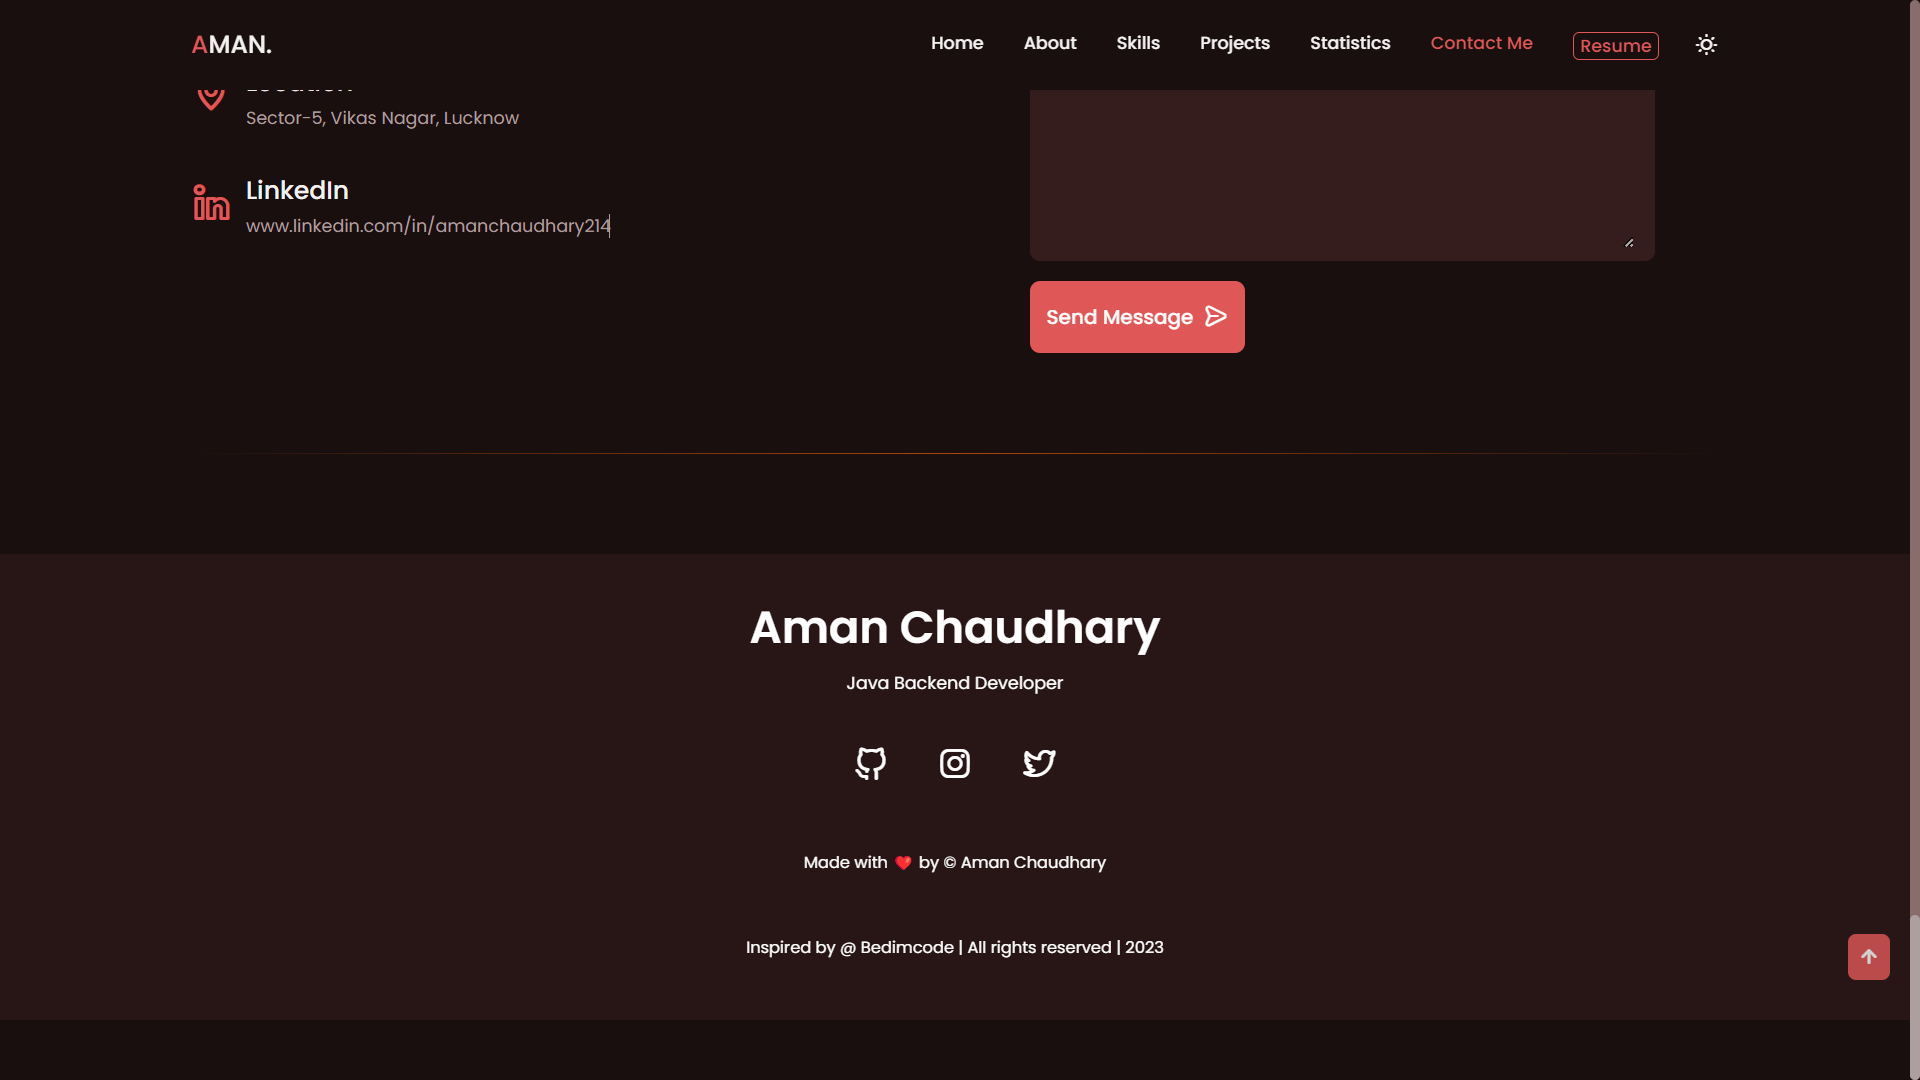 AMAN.
Home
About
Skills
Projects
Statistics
Contact Me
Resume
Sector-5, Vikas Nagar, Lucknow
LinkedIn
www.linkedin.com/in/amanchaudhary214
Send Message
Aman Chaudhary
Java Backend Developer
Made with ❤️ by © Aman Chaudhary
Inspired by @ Bedimcode | All rights reserved | 2023